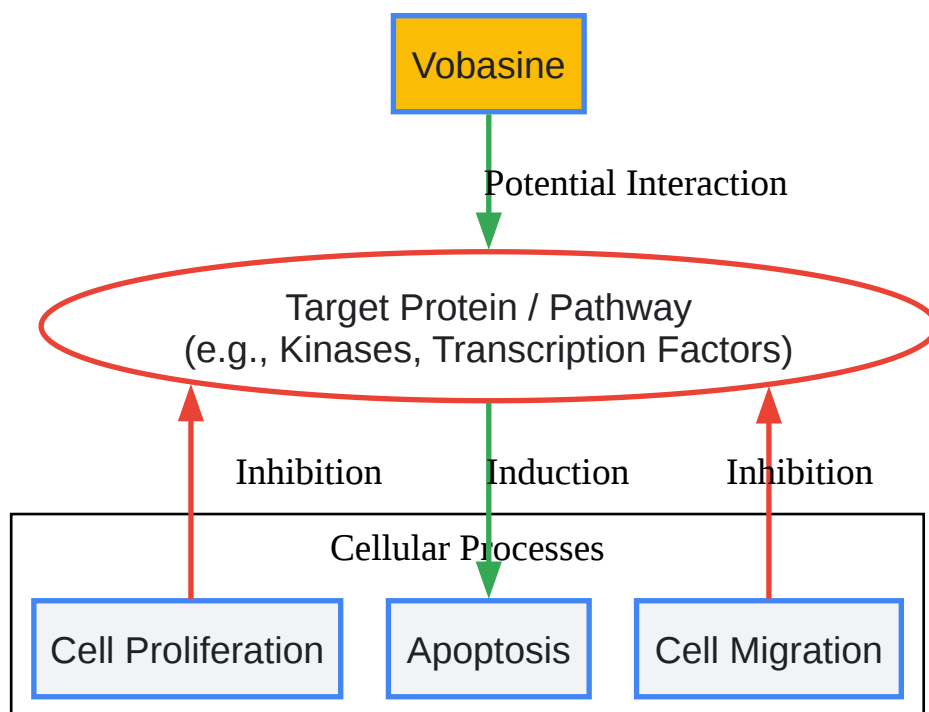 Vobasine
Potential Interaction
Target Protein / Pathway
(e.g., Kinases, Transcription Factors)
Inhibition
Induction
Inhibition
Cellular Processes
Cell Proliferation
Apoptosis
Cell Migration